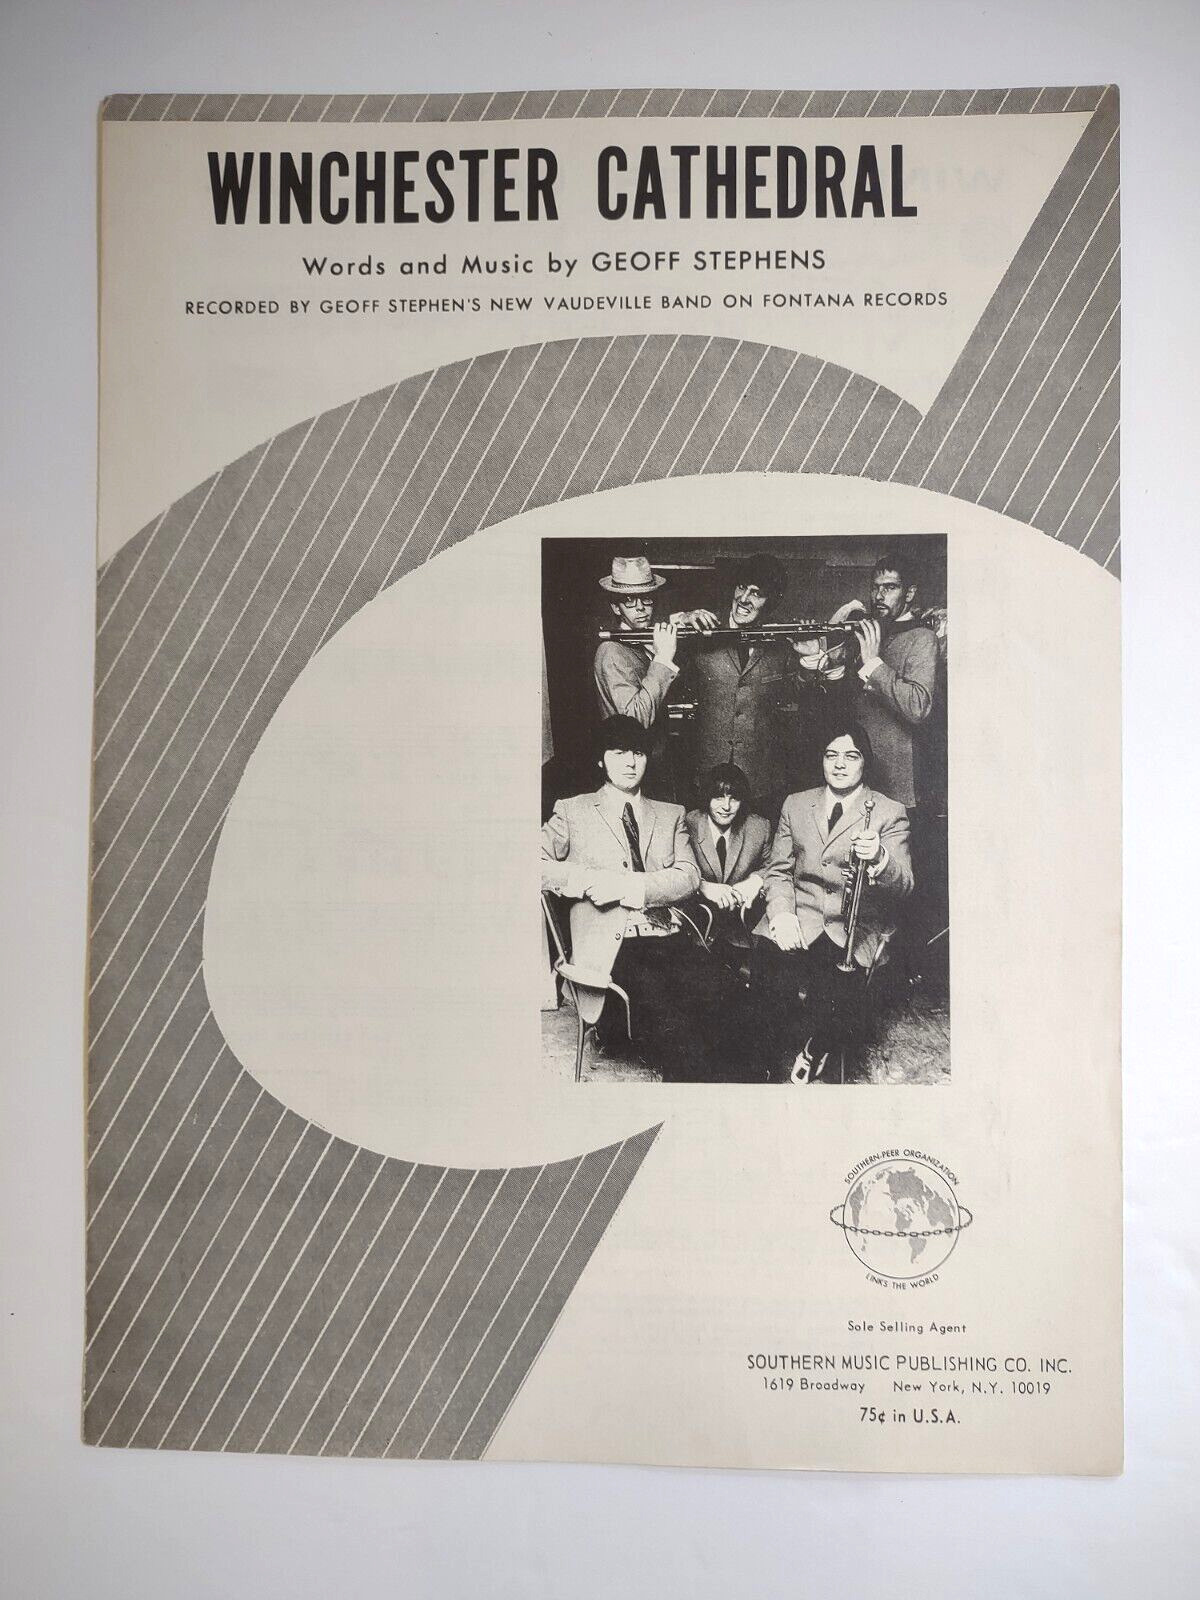 WINCHESTER CATHEDRAL
Words and Music by GEOFF STEPHENS
RECORDED BY GEOFF STEPHEN'S NEW VAUDEVILLE BAND ON FONTANA RECORDS
SOUTHERN-PEER ORGANIZATION
LINKS THE WORLD
Sole Selling Agent
SOUTHERN MUSIC PUBLISHING CO. INC.
1619 Broadway New York, N.Y. 10019
75¢ in U.S.A.